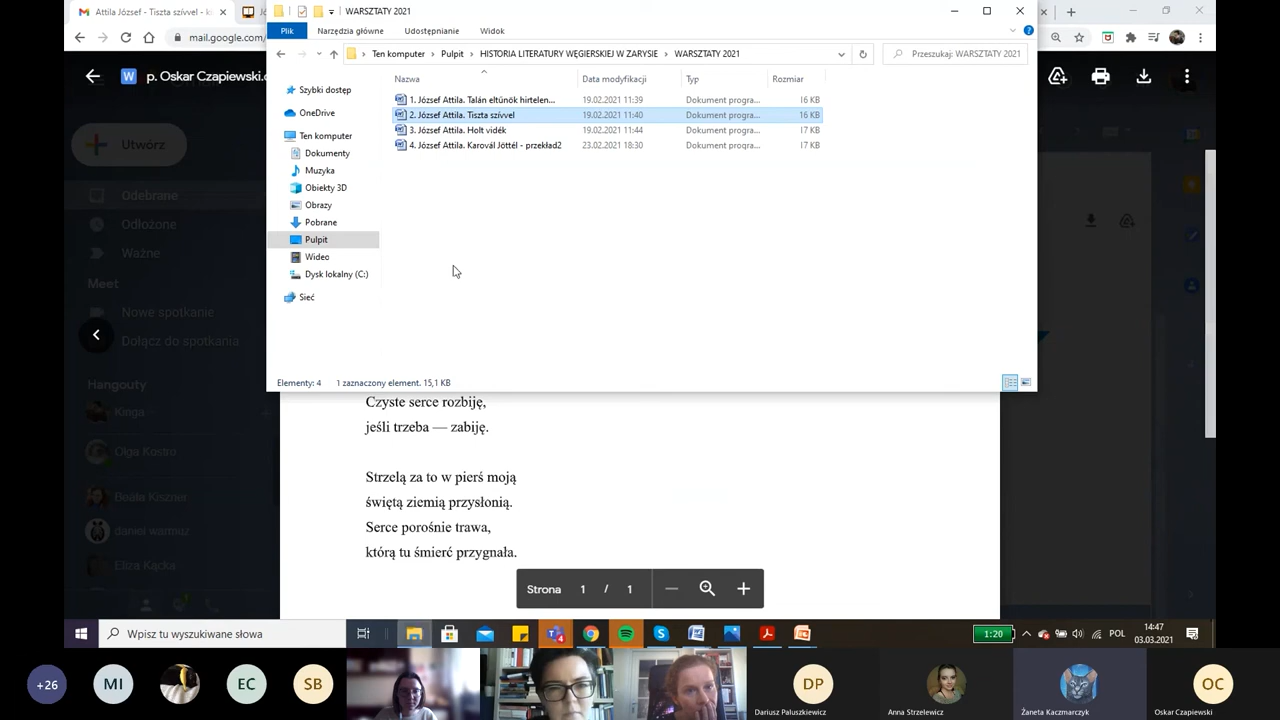 Attila József - Tiszta szívvel - k
mail.google.com/
WARSZTATY 2021
Plik
Narzędzia główne
Udostępnianie
Widok
Ten komputer
Pulpit
HISTORIA LITERATURY WĘGIERSKIEJ W ZARYSIE
WARSZTATY 2021
Przeszukaj: WARSZTATY 2021
p. Oskar Czapiewski.
Nazwa
Data modyfikacji
Typ
Rozmiar
1. József Attila. Talán eltűnök hirtelen...
19.02.2021 11:39
Dokument progra...
16 KB
2. József Attila. Tiszta szívvel
19.02.2021 11:40
Dokument progra...
16 KB
3. József Attila. Holt vidék
19.02.2021 11:44
Dokument progra...
17 KB
4. József Attila. Karovál Jöttél - przekład2
23.02.2021 18:30
Dokument progra...
17 KB
Szybki dostęp
OneDrive
Ten komputer
Dokumenty
Muzyka
Obiekty 3D
Obrazy
Pobrane
Pulpit
Wideo
Dysk lokalny (C:)
Sieć
Elementy: 4
1 zaznaczony element. 15,1 KB
Utwórz
Odebrane
Odłożone
Ważne
Meet
Nowe spotkanie
Dołącz do spotkania
Hangouty
Kinga
Olga Kostro
Beáta Kiszner
daniel warmuz
Eliza Kącka
Czyste serce rozbiję,
jeśli trzeba — zabiję.
Strzelą za to w pierś moją
świętą ziemią przysłonią.
Serce porośnie trawa,
którą tu śmierć przygnała.
Strona 1 / 1
Wpisz tu wyszukiwane słowa
1:20
POL
14:47
03.03.2021
+26
MI
EC
SB
DP
Dariusz Paluszkiewicz
Anna Strzelewicz
Żaneta Kaczmarczyk
OC
Oskar Czapiewski